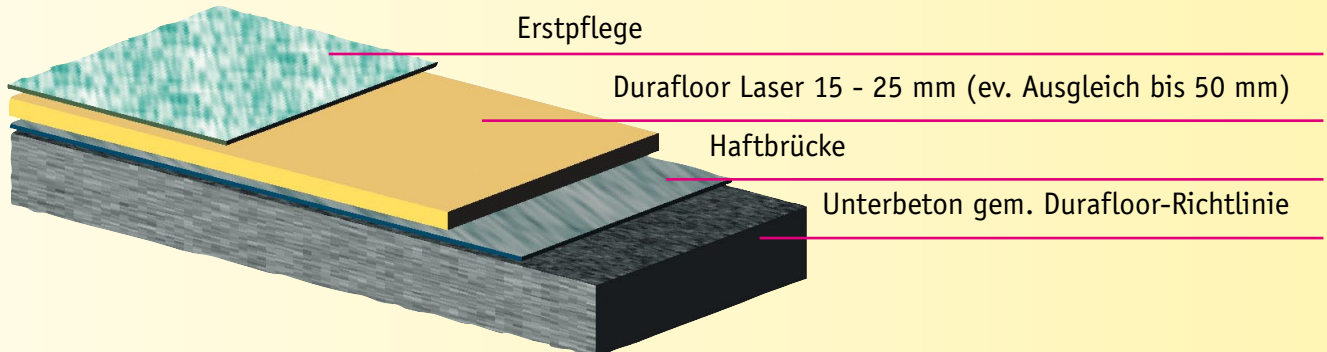 Erstpflege
Durafloor Laser 15 - 25 mm (ev. Ausgleich bis 50 mm)
Haftbrücke
Unterbeton gem. Durafloor-Richtlinie